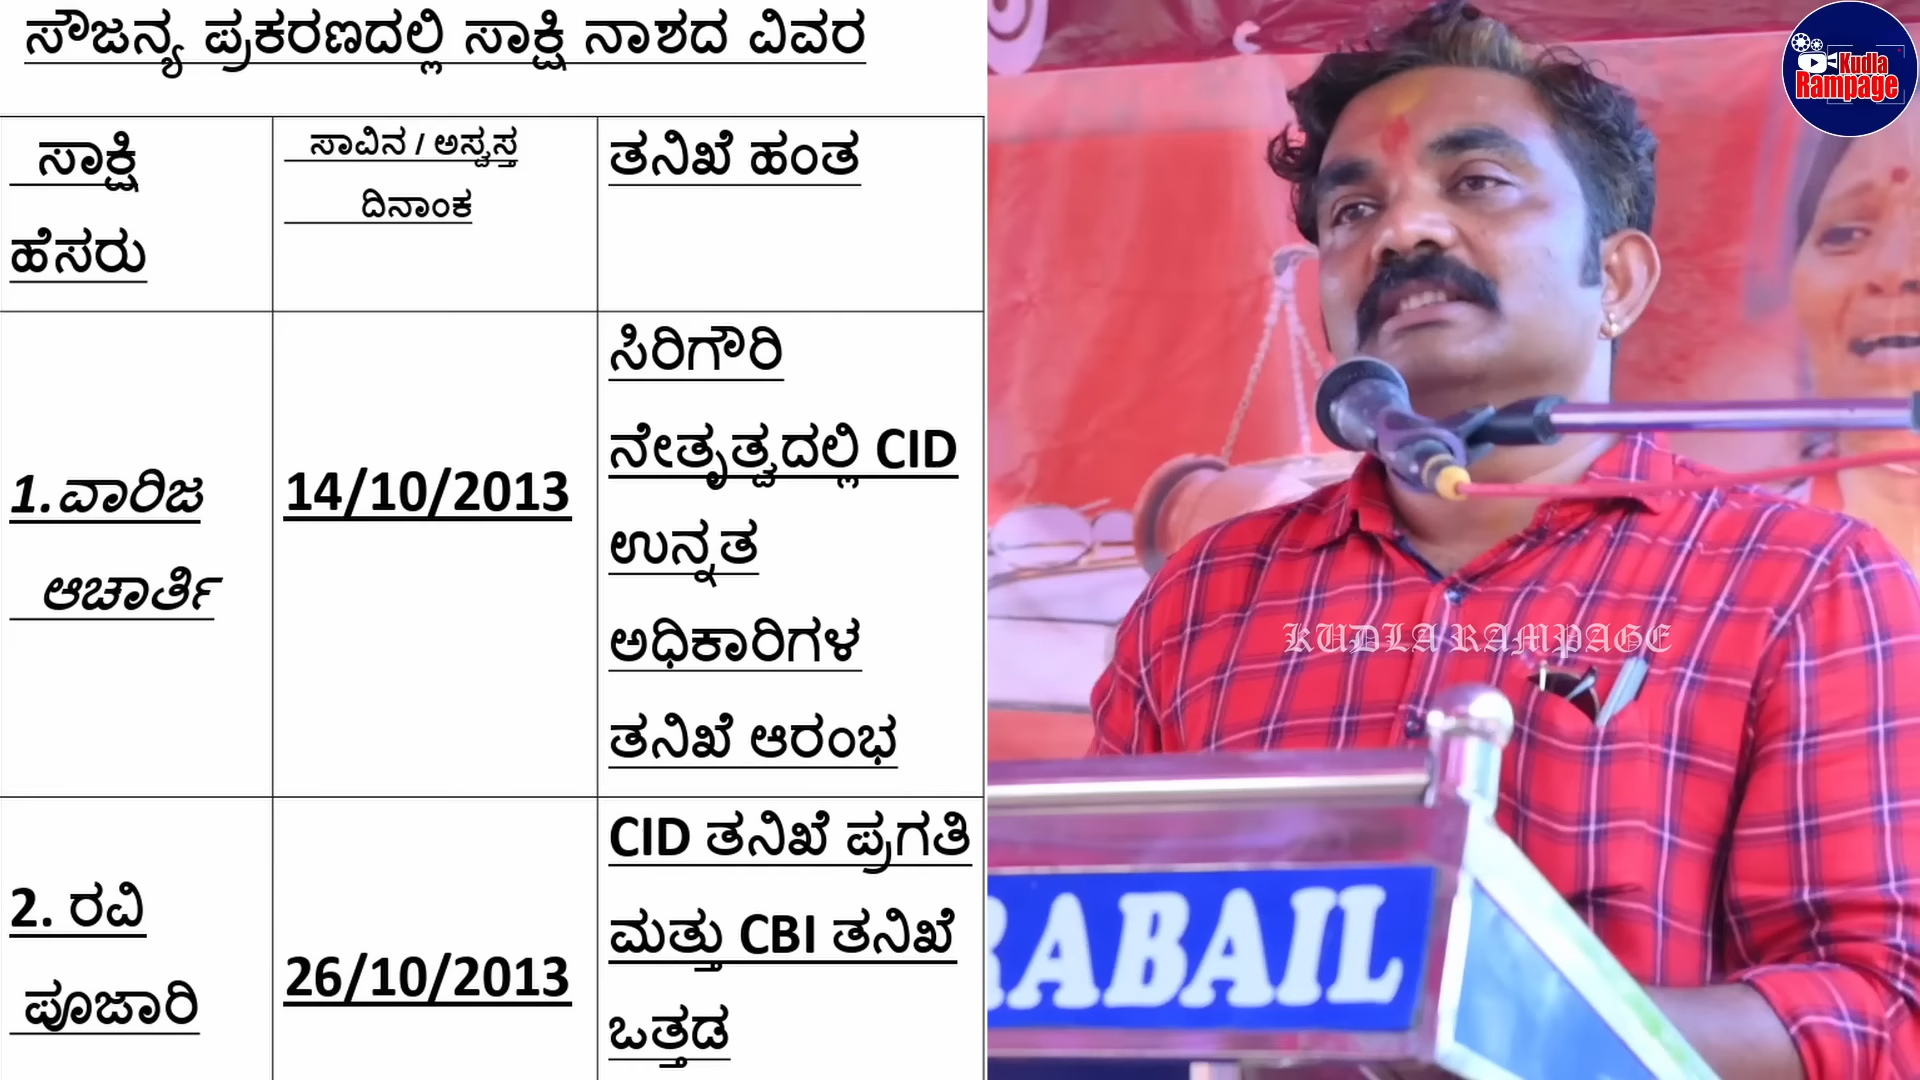 ಸೌಜನ್ಯ ಪ್ರಕರಣದಲ್ಲಿ ಸಾಕ್ಷಿ ನಾಶದ ವಿವರ
ಸಾಕ್ಷಿ
ಹೆಸರು
ಸಾವಿನ / ಅಸ್ವಸ್ತ
ದಿನಾಂಕ
ತನಿಖೆ ಹಂತ
1.ವಾರಿಜ
ಆಚಾರ್ತಿ
14/10/2013
ಸಿರಿಗೌರಿ
ನೇತೃತ್ವದಲ್ಲಿ CID
ಉನ್ನತ
ಅಧಿಕಾರಿಗಳ
ತನಿಖೆ ಆರಂಭ
2. ರವಿ
ಪೂಜಾರಿ
26/10/2013
CID ತನಿಖೆ ಪ್ರಗತಿ
ಮತ್ತು CBI ತನಿಖೆ
ಒತ್ತಡ
Kudla
Rampage
KUDLA RAMPAGE
RABAIL